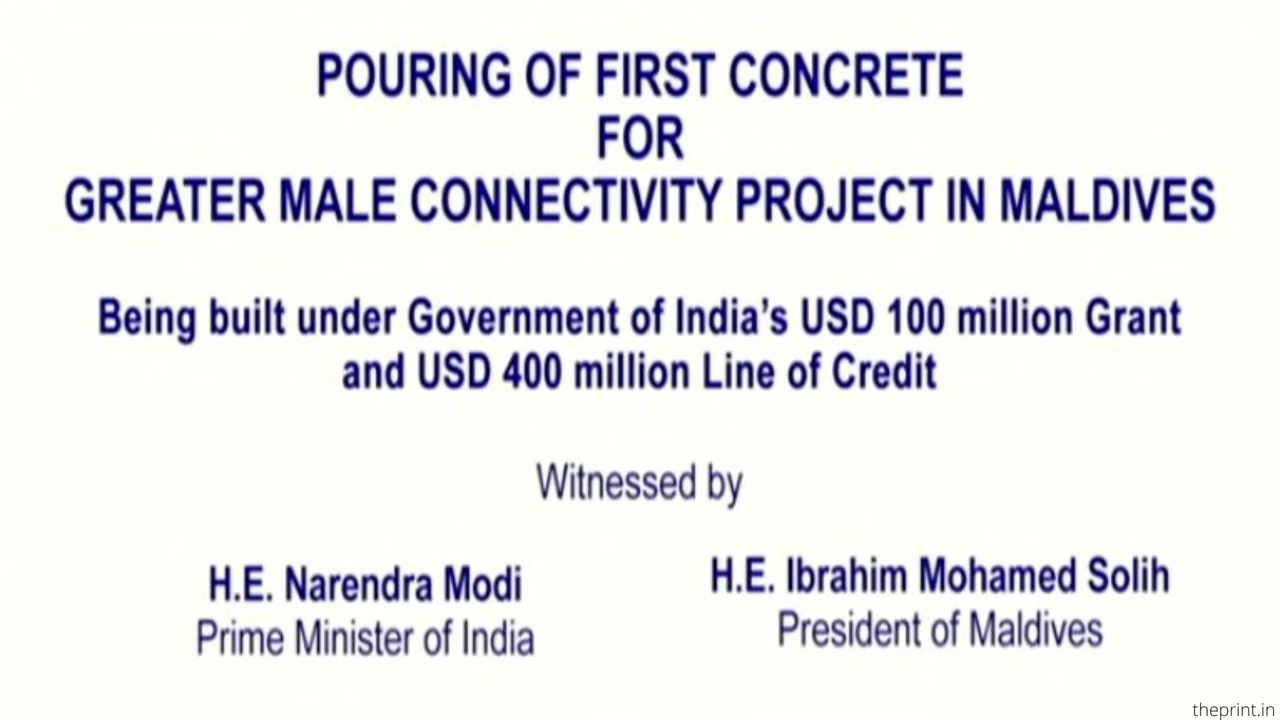 POURING OF FIRST CONCRETE
FOR
GREATER MALE CONNECTIVITY PROJECT IN MALDIVES
Being built under Government of India’s USD 100 million Grant
and USD 400 million Line of Credit
Witnessed by
H.E. Narendra Modi
Prime Minister of India
H.E. Ibrahim Mohamed Solih
President of Maldives
theprint.in